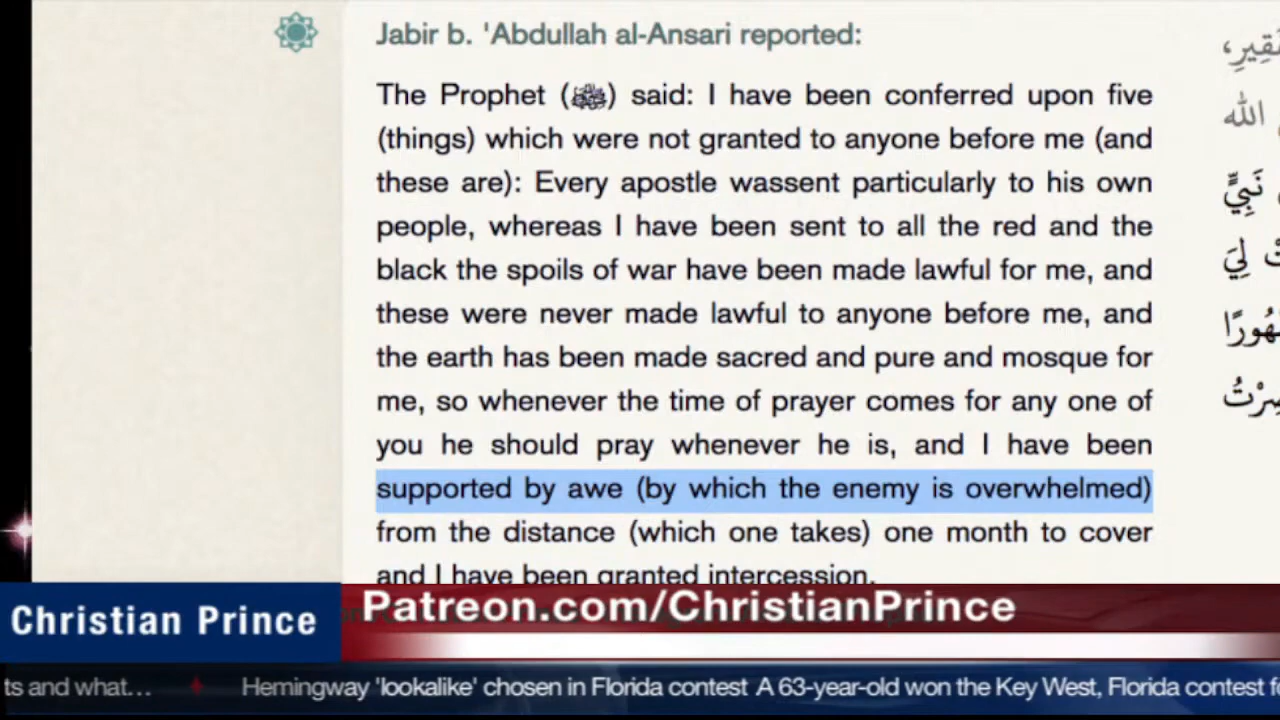 Jabir b. 'Abdullah al-Ansari reported:
The Prophet (ﷺ) said: I have been conferred upon five
(things) which were not granted to anyone before me (and
these are): Every apostle wassent particularly to his own
people, whereas I have been sent to all the red and the
black the spoils of war have been made lawful for me, and
these were never made lawful to anyone before me, and
the earth has been made sacred and pure and mosque for
me, so whenever the time of prayer comes for any one of
you he should pray whenever he is, and I have been
supported by awe (by which the enemy is overwhelmed)
from the distance (which one takes) one month to cover
and I have been granted intercession.
الله
نَبِيٍّ
لِيَ
Christian Prince
Patreon.com/ChristianPrince
ts and what... Hemingway 'lookalike' chosen in Florida contest A 63-year-old won the Key West, Florida contest